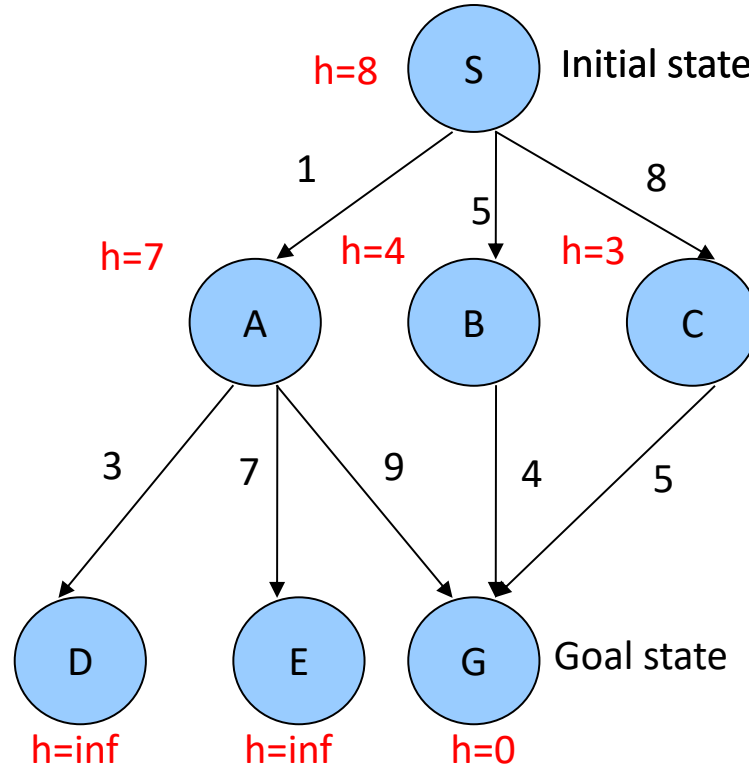 S
Initial state
h=8
1
5
8
h=7
h=4
h=3
A
B
C
3
7
9
4
5
D
E
G
Goal state
h=inf
h=inf
h=0